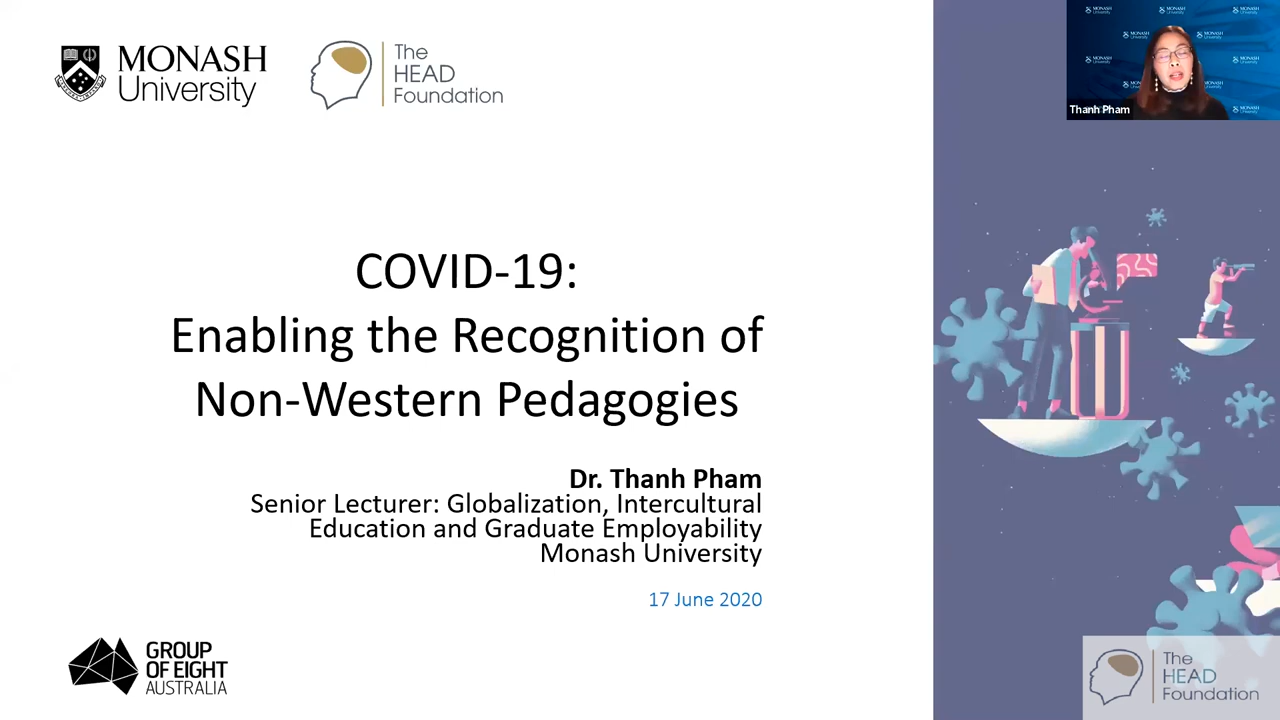 MONASH
University
The
HEAD
Foundation
Thanh Pham
COVID-19:
Enabling the Recognition of
Non-Western Pedagogies
Dr. Thanh Pham
Senior Lecturer: Globalization, Intercultural
Education and Graduate Employability
Monash University
17 June 2020
GROUP
OF EIGHT
AUSTRALIA
The
HEAD
Foundation